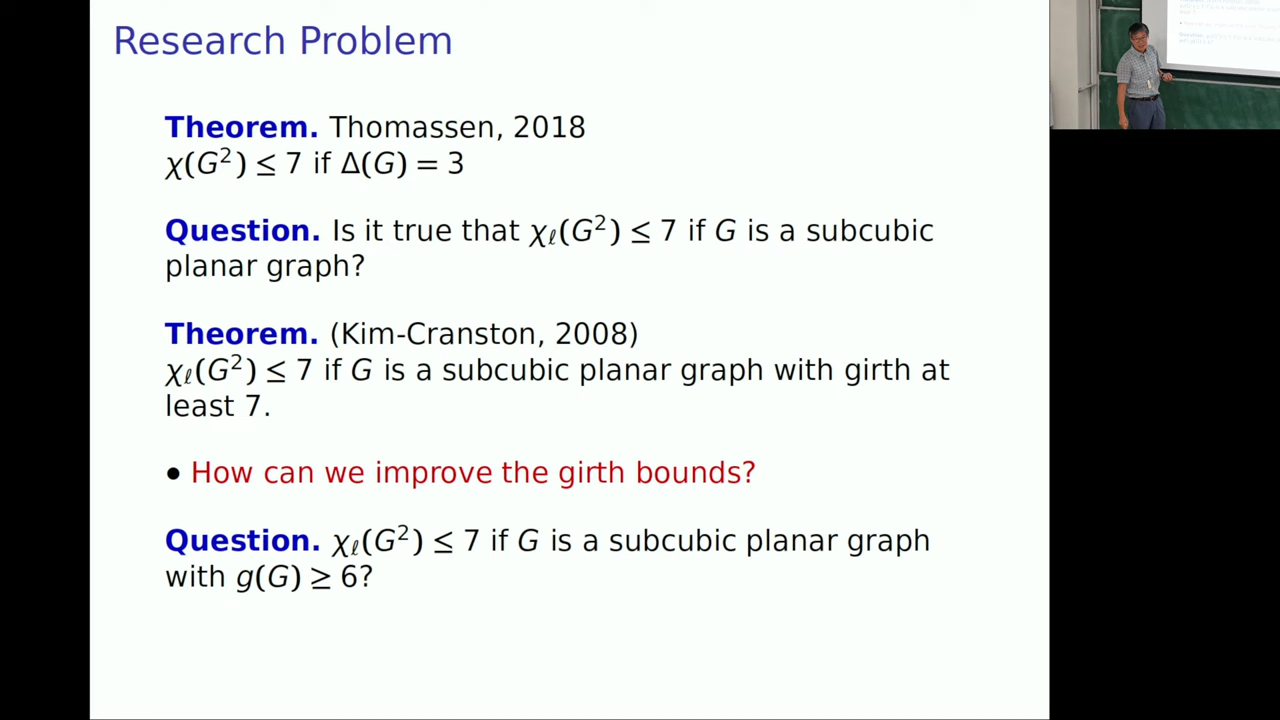 Research Problem
Theorem. Thomassen, 2018
χ(G²) ≤ 7 if Δ(G) = 3
Question. Is it true that χℓ(G²) ≤ 7 if G is a subcubic
planar graph?
Theorem. (Kim-Cranston, 2008)
χℓ(G²) ≤ 7 if G is a subcubic planar graph with girth at
least 7.
• How can we improve the girth bounds?
Question. χℓ(G²) ≤ 7 if G is a subcubic planar graph
with g(G) ≥ 6?